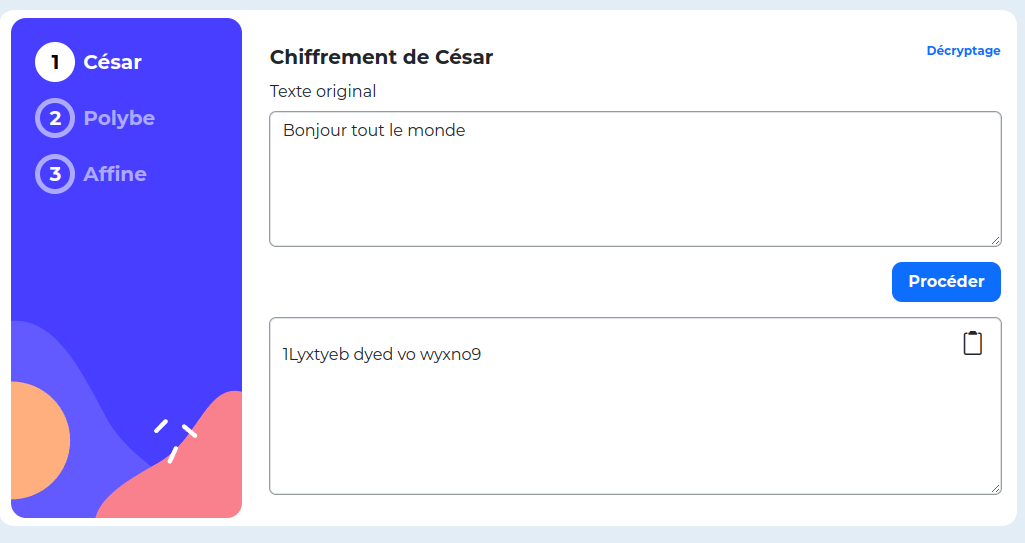 1 César
2 Polybe
3 Affine
Chiffrement de César
Décryptage
Texte original
Bonjour tout le monde
Procéder
1Lyxtyeb dyed vo wyxno9